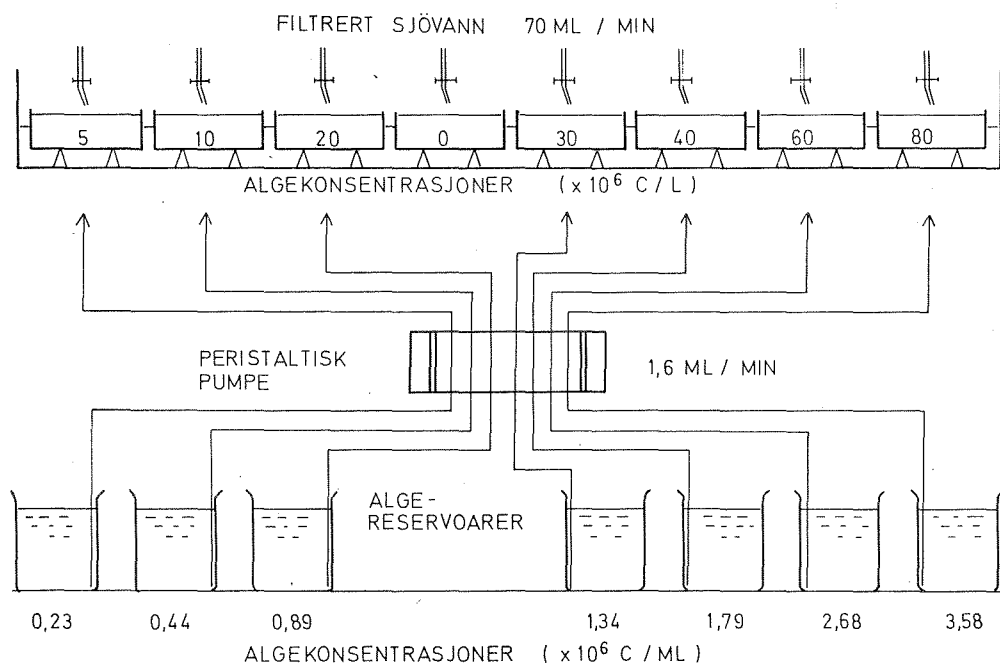 FILTRERT SJÖVANN 70 ML / MIN
5 10 20 0 30 40 60 80
ALGEKONSENTRASJONER (x10⁶ C / L)
PERISTALTISK
PUMPE
1,6 ML / MIN
ALGE-
RESERVOARER
0,23 0,44 0,89 1,34 1,79 2,68 3,58
ALGEKONSENTRASJONER (x10⁶ C / ML)